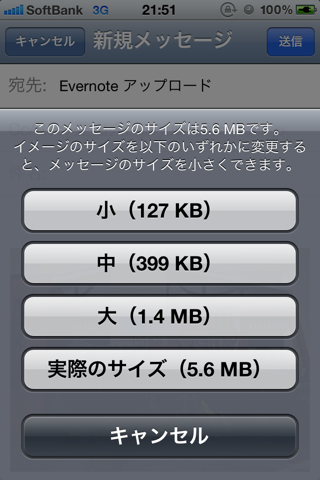 SoftBank 3G 21:51 100%
キャンセル 新規メッセージ 送信
宛先: Evernote アップロード
このメッセージのサイズは5.6 MBです。
イメージのサイズを以下のいずれかに変更する
と、メッセージのサイズを小さくできます。
小（127 KB）
中（399 KB）
大（1.4 MB）
実際のサイズ（5.6 MB）
キャンセル